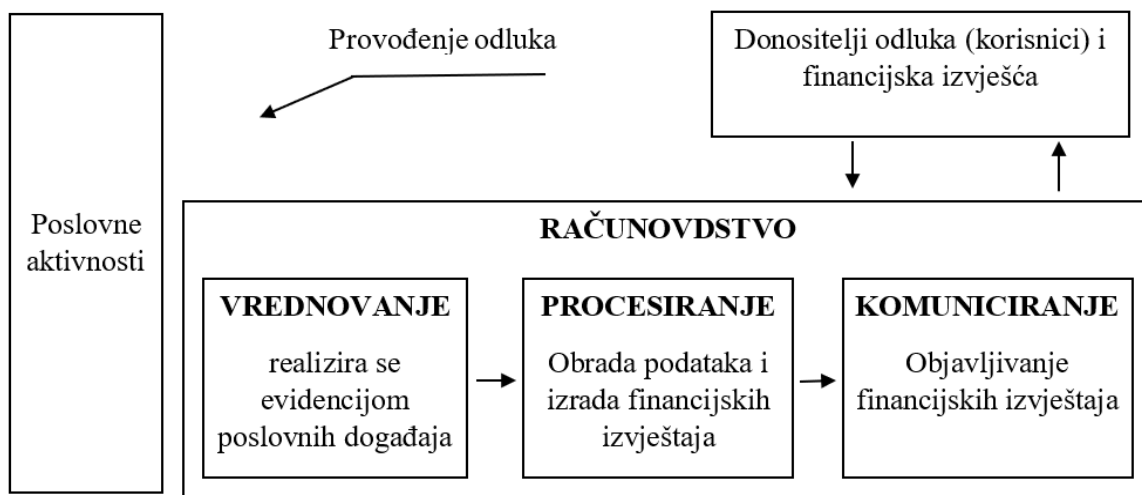 Provođenje odluka
Donositelji odluka (korisnici) i
financijska izvješća
Poslovne
aktivnosti
RAČUNOVDSTVO
VREDNOVANJE
realizira se
evidencijom
poslovnih događaja
PROCESIRANJE
Obrada podataka i
izrada financijskih
izvještaja
KOMUNICIRANJE
Objavljivanje
financijskih izvještaja